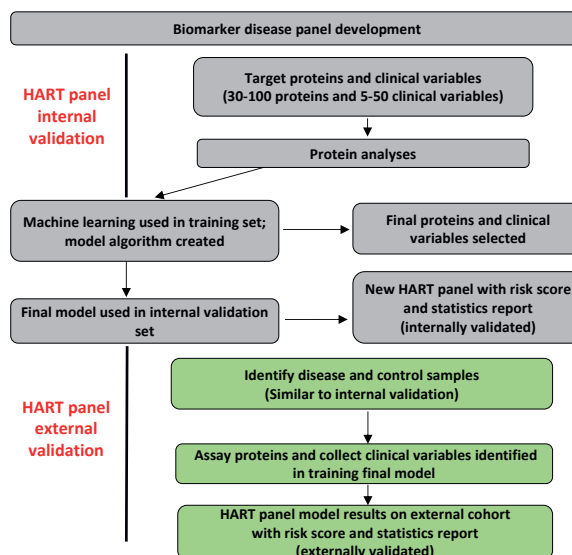 Biomarker disease panel development
HART panel
internal
validation
Target proteins and clinical variables
(30-100 proteins and 5-50 clinical variables)
Protein analyses
Machine learning used in training set;
model algorithm created
Final proteins and clinical
variables selected
Final model used in internal validation
set
New HART panel with risk score
and statistics report
(internally validated)
HART panel
external
validation
Identify disease and control samples
(Similar to internal validation)
Assay proteins and collect clinical variables identified
in training final model
HART panel model results on external cohort
with risk score and statistics report
(externally validated)